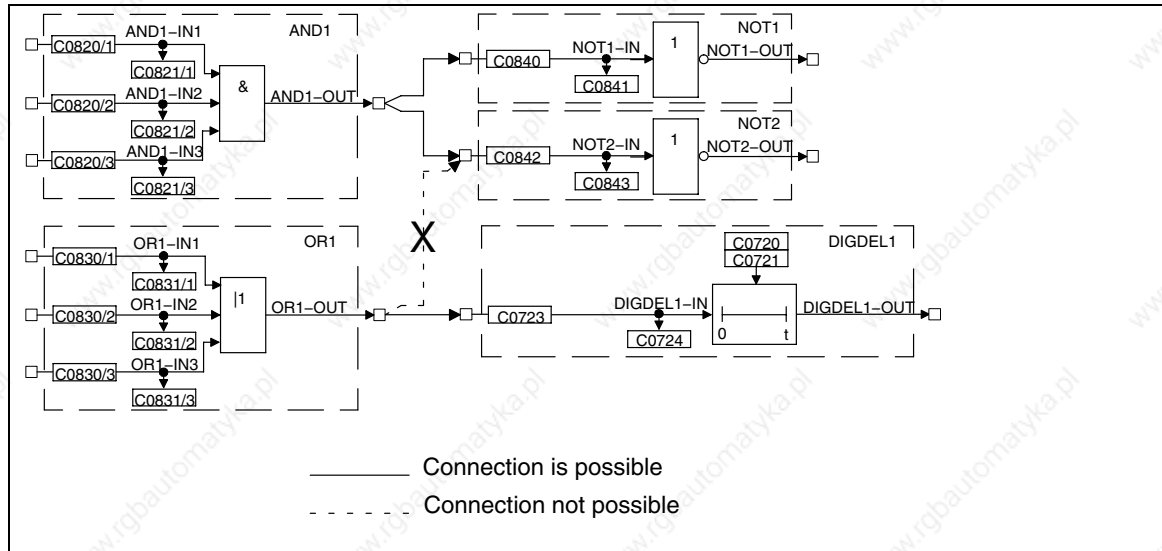 AND1
C0820/1
AND1-IN1
C0821/1
C0820/2
AND1-IN2
C0821/2
C0820/3
AND1-IN3
C0821/3
&
AND1-OUT
NOT1
C0840
NOT1-IN
C0841
1
NOT1-OUT
NOT2
C0842
NOT2-IN
C0843
1
NOT2-OUT
X
OR1
C0830/1
OR1-IN1
C0831/1
C0830/2
OR1-IN2
C0831/2
C0830/3
OR1-IN3
C0831/3
|1
OR1-OUT
DIGDEL1
C0720
C0721
C0723
DIGDEL1-IN
C0724
0
t
DIGDEL1-OUT
Connection is possible
Connection not possible
www.rgbautomatyka.pl